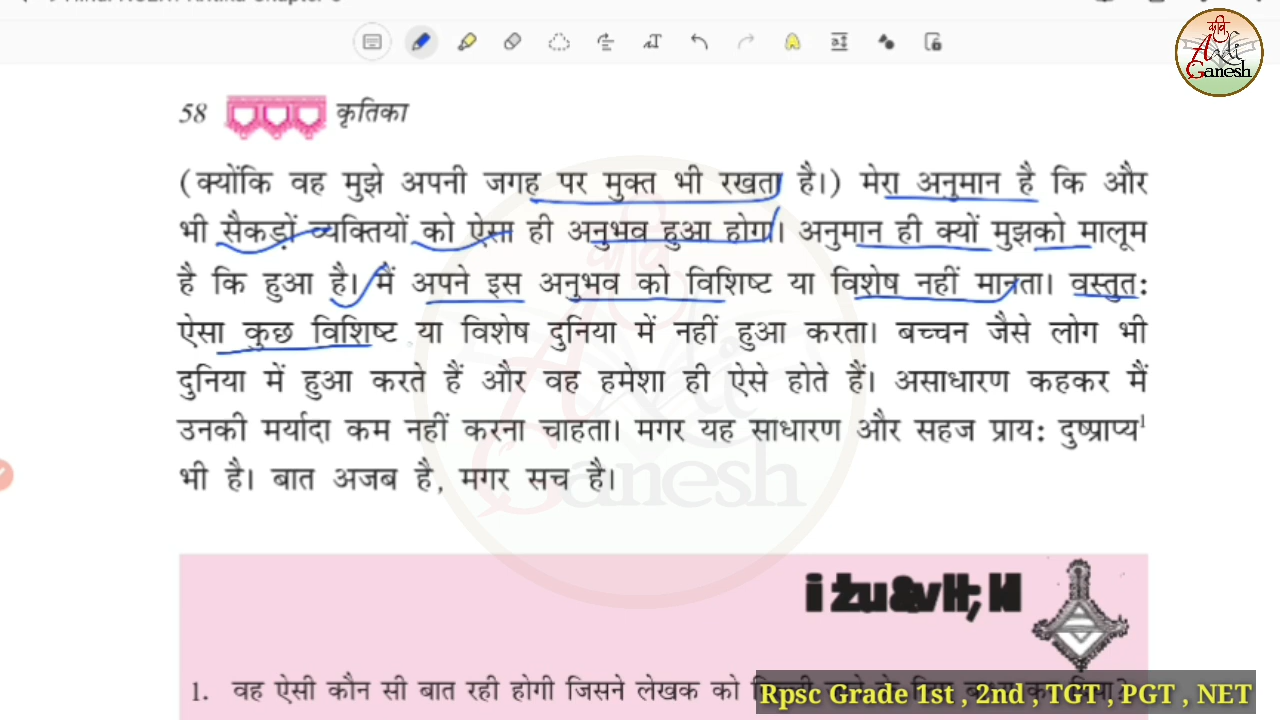 58 कृतिका
(क्योंकि वह मुझे अपनी जगह पर मुक्त भी रखता है।) मेरा अनुमान है कि और
भी सैकड़ों व्यक्तियों को ऐसा ही अनुभव हुआ होगा। अनुमान ही क्यों मुझको मालूम
है कि हुआ है। मैं अपने इस अनुभव को विशिष्ट या विशेष नहीं मानता। वस्तुत:
ऐसा कुछ विशिष्ट या विशेष दुनिया में नहीं हुआ करता। बच्चन जैसे लोग भी
दुनिया में हुआ करते हैं और वह हमेशा ही ऐसे होते हैं। असाधारण कहकर मैं
उनकी मर्यादा कम नहीं करना चाहता। मगर यह साधारण और सहज प्राय: दुष्प्राप्य¹
भी है। बात अजब है, मगर सच है।
1. वह ऐसी कौन सी बात रही होगी जिसने लेखक को
Rpsc Grade 1st , 2nd , TGT , PGT , NET
Ganesh